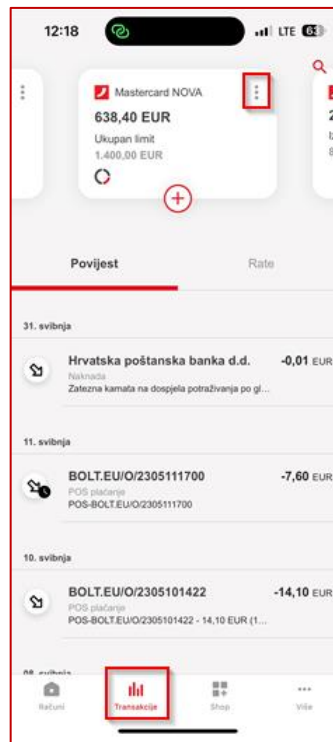 12:18
LTE
Mastercard NOVA
638,40 EUR
Ukupan limit
1.400,00 EUR
Povijest
Rate
31. svibnja
Hrvatska poštanska banka d.d.
-0,01 EUR
Naknada
Zatezna kamata na dospjela potraživanja po gl...
11. svibnja
BOLT.EU/O/2305111700
-7,60 EUR
POS plaćanje
POS-BOLT.EU/O/2305111700
10. svibnja
BOLT.EU/O/2305101422
-14,10 EUR
POS plaćanje
POS-BOLT.EU/O/2305101422 - 14,10 EUR (1...
08. svibnja
Računi
Transakcije
Shop
Više